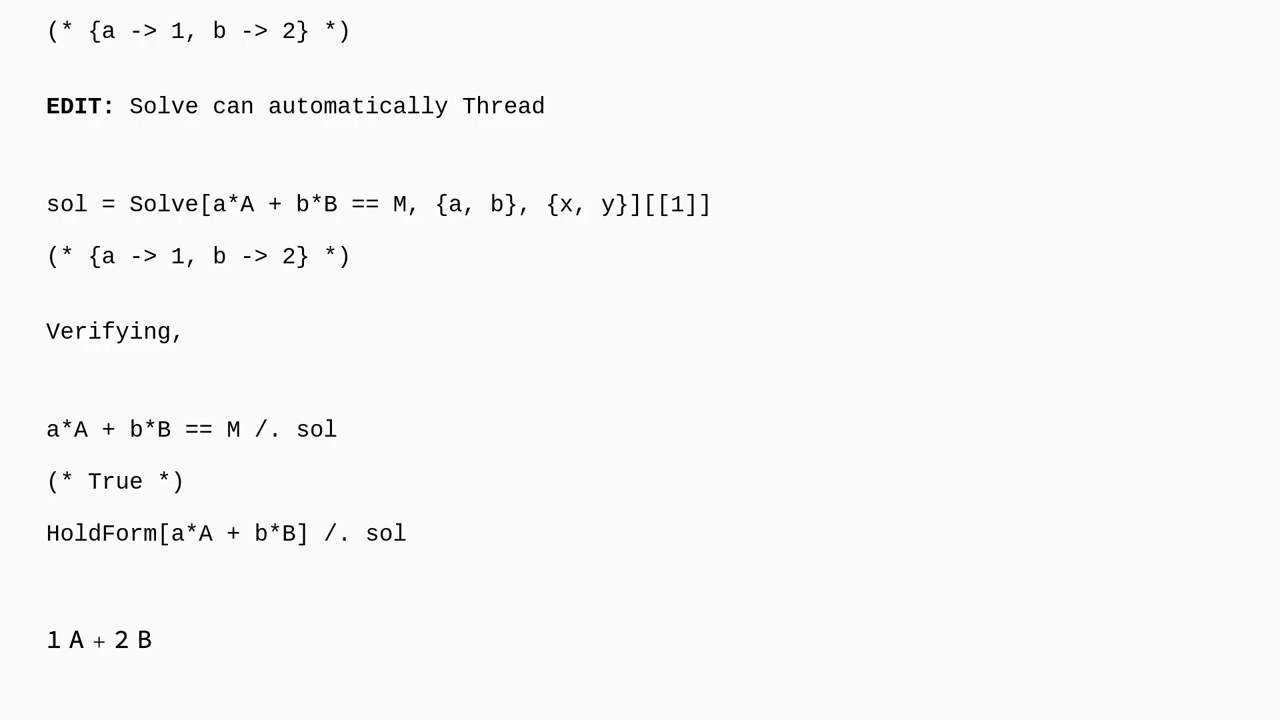 (* {a -> 1, b -> 2} *)
EDIT: Solve can automatically Thread
sol = Solve[a*A + b*B == M, {a, b}, {x, y}][[1]]
(* {a -> 1, b -> 2} *)
Verifying,
a*A + b*B == M /. sol
(* True *)
HoldForm[a*A + b*B] /. sol
1 A + 2 B